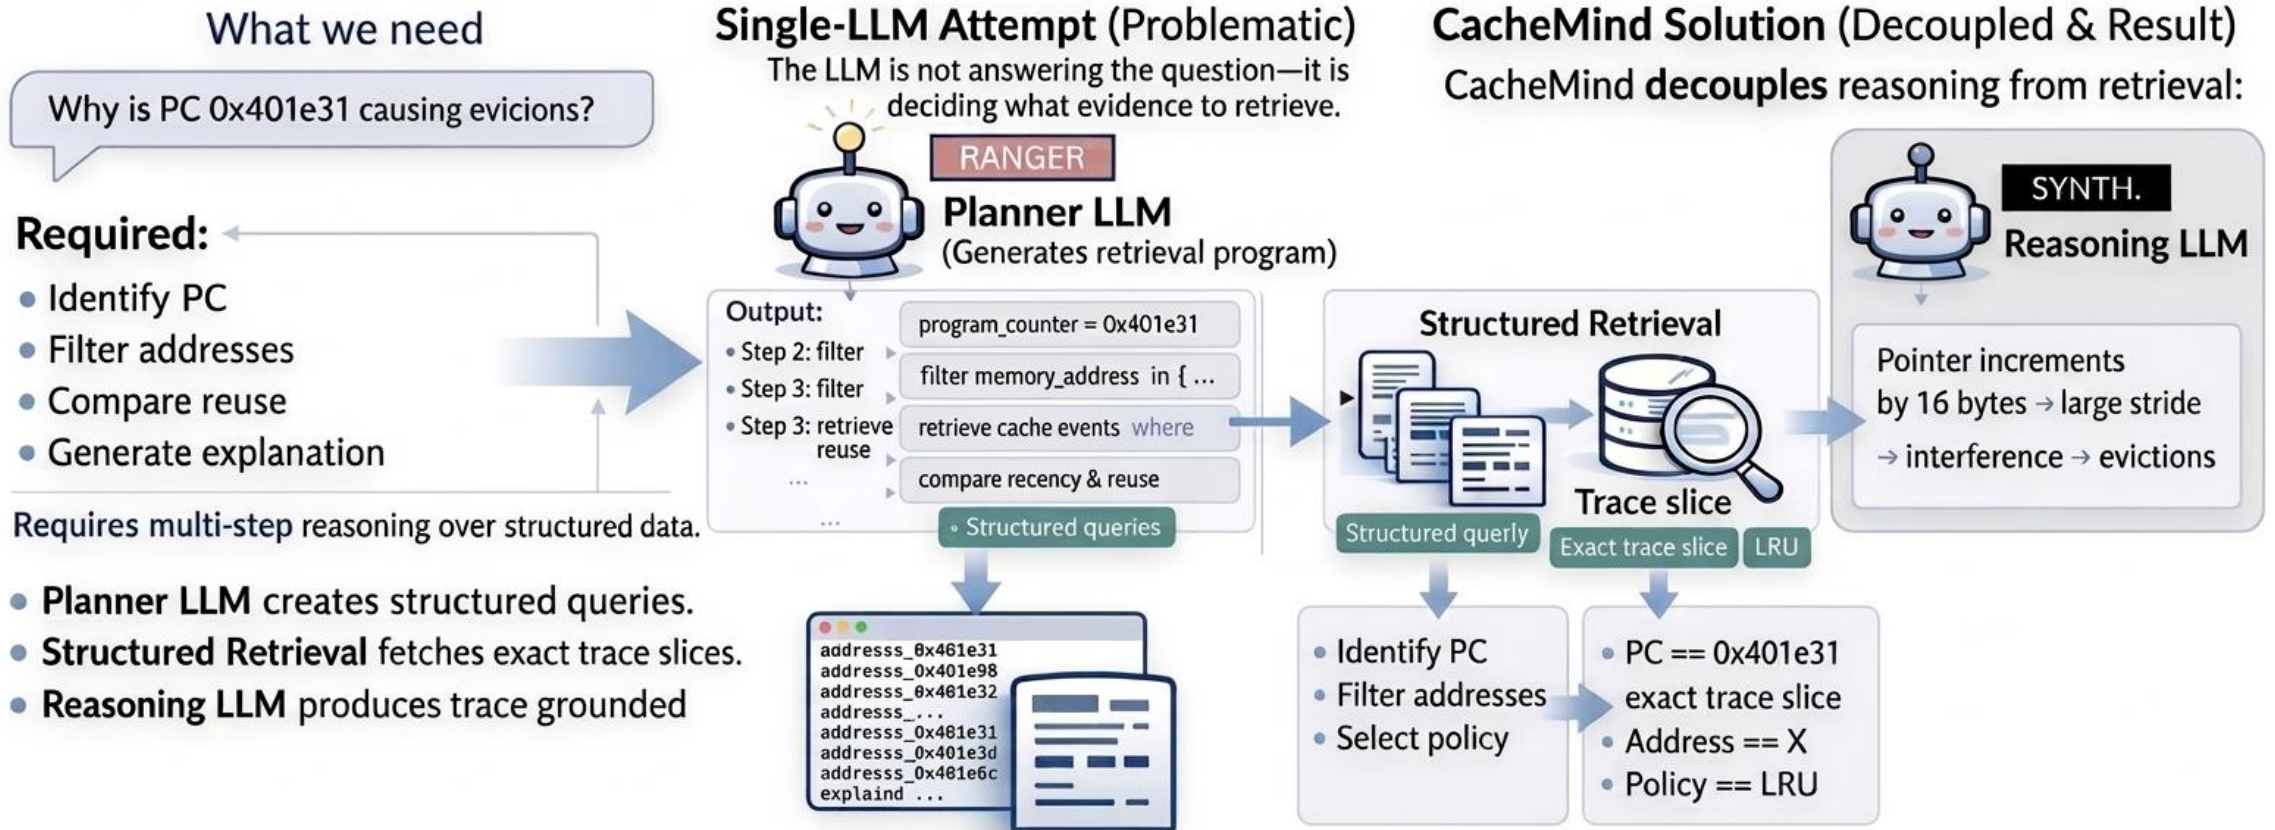 What we need
Why is PC 0x401e31 causing evicions?
Required:
• Identify PC
• Filter addresses
• Compare reuse
• Generate explanation
Requires multi-step reasoning over structured data.
• Planner LLM creates structured queries.
• Structured Retrieval fetches exact trace slices.
• Reasoning LLM produces trace grounded
Single-LLM Attempt (Problematic)
The LLM is not answering the question—it is
deciding what evidence to retrieve.
RANGER
Planner LLM
(Generates retrieval program)
Output:
• Step 2: filter
• Step 3: filter
• Step 3: retrieve
reuse
...
...
program_counter = 0x401e31
filter memory_address in { ...
retrieve cache events where
compare recency & reuse
◦ Structured queries
addresss_0x461e31
addresss_0x401e98
addresss_0x461e32
addresss_...
addresss_0x481e31
addresss_0x401e3d
addresss_0x461e6c
explaind ...
CacheMind Solution (Decoupled & Result)
CacheMind decouples reasoning from retrieval:
Structured Retrieval
Trace slice
Structured querly
Exact trace slice
LRU
• Identify PC
• Filter addresses
• Select policy
• PC == 0x401e31
exact trace slice
• Address == X
• Policy == LRU
SYNTH.
Reasoning LLM
Pointer increments
by 16 bytes → large stride
→ interference → evictions